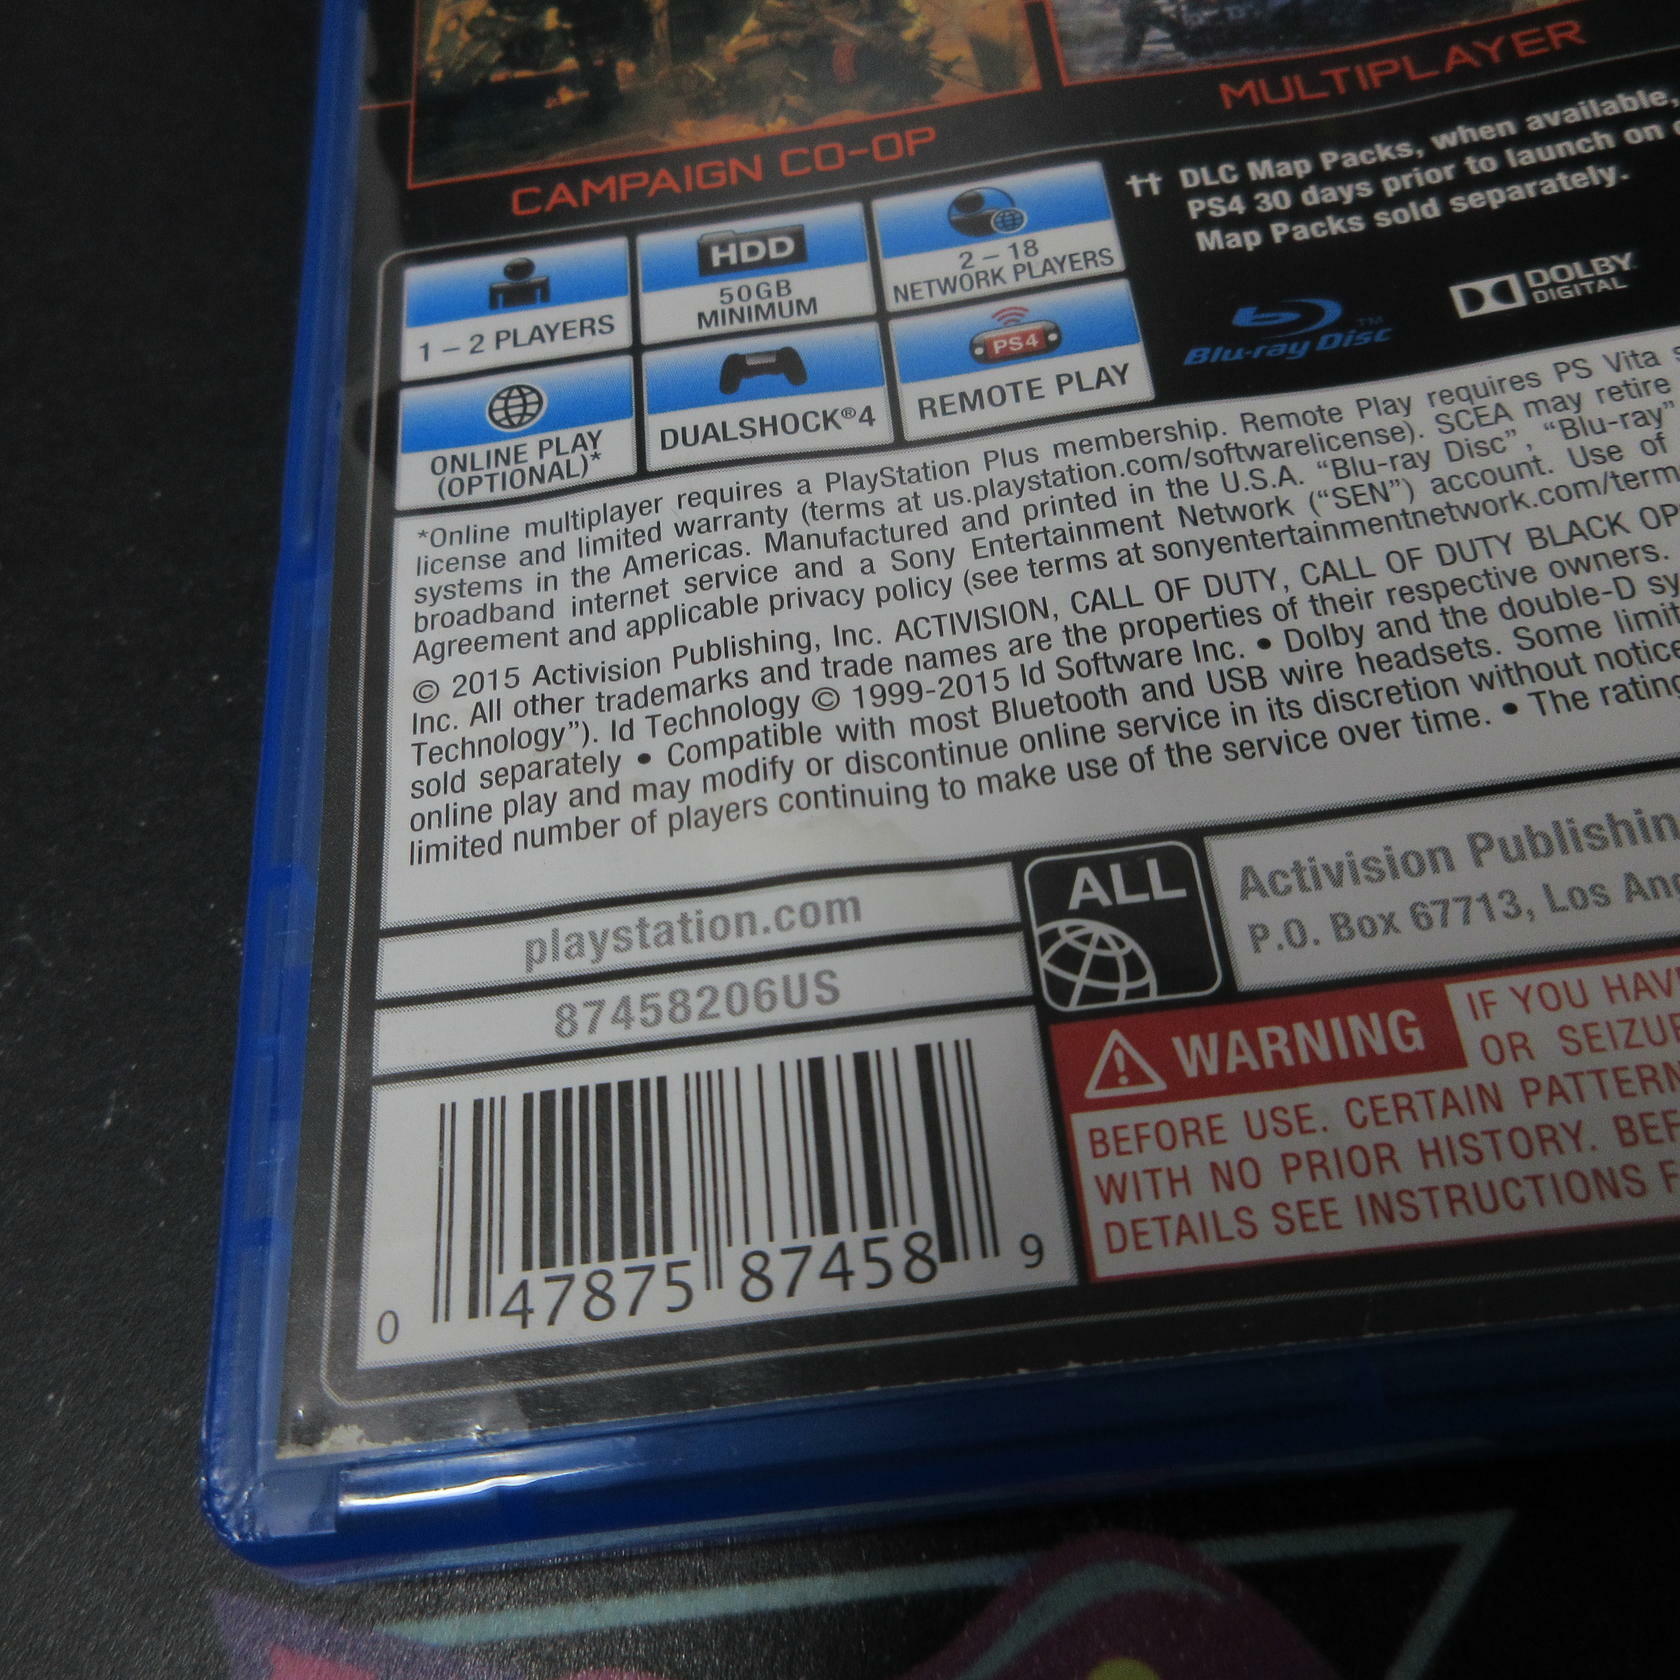 CAMPAIGN CO-OP
MULTIPLAYER
†† DLC Map Packs, when available,
PS4 30 days prior to launch on
Map Packs sold separately.
1 – 2 PLAYERS
HDD
50GB
MINIMUM
2 – 18
NETWORK PLAYERS
ONLINE PLAY
(OPTIONAL)*
DUALSHOCK®4
PS4
REMOTE PLAY
Blu-ray Disc™
DOLBY
DIGITAL
*Online multiplayer requires a PlayStation Plus membership. Remote Play requires PS Vita
license and limited warranty (terms at us.playstation.com/softwarelicense). SCEA may retire
systems in the Americas. Manufactured and printed in the U.S.A. “Blu-ray Disc”, “Blu-ray”
broadband internet service and a Sony Entertainment Network (“SEN”) account. Use of
Agreement and applicable privacy policy (see terms at sonyentertainmentnetwork.com/term
© 2015 Activision Publishing, Inc. ACTIVISION, CALL OF DUTY, CALL OF DUTY BLACK OP
Inc. All other trademarks and trade names are the properties of their respective owners.
Technology”). Id Technology © 1999-2015 Id Software Inc. • Dolby and the double-D sy
sold separately • Compatible with most Bluetooth and USB wire headsets. Some limit
online play and may modify or discontinue online service in its discretion without notice
limited number of players continuing to make use of the service over time. • The rating
playstation.com
87458206US
ALL
Activision Publishin
P.O. Box 67713, Los Ang
WARNING
IF YOU HAV
OR SEIZU
BEFORE USE. CERTAIN PATTERN
WITH NO PRIOR HISTORY. BEF
DETAILS SEE INSTRUCTIONS F
0 47875 87458 9